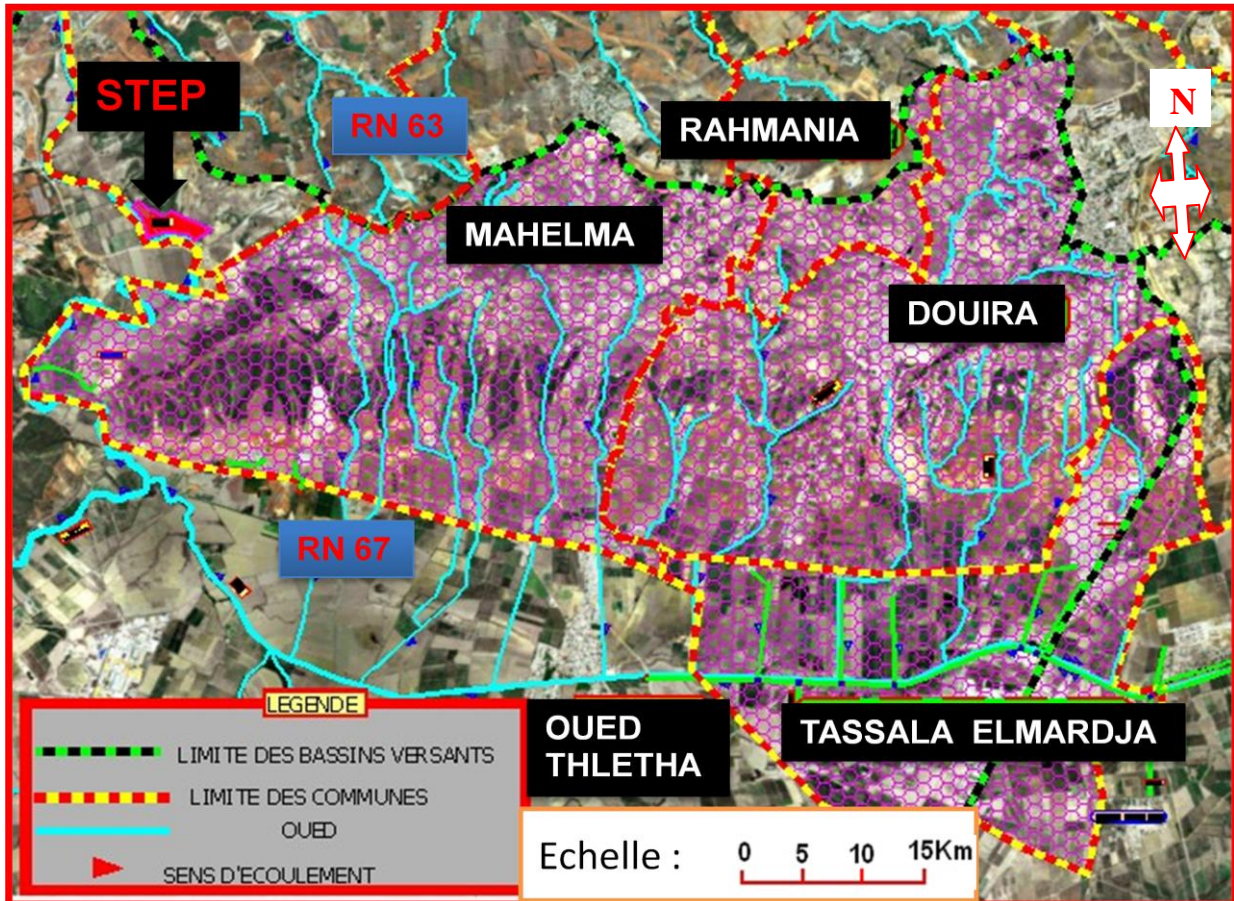 STEP
RN 63
RAHMANIA
N
MAHELMA
DOUIRA
RN 67
LEGENDE
LIMITE DES BASSINS VERSANTS
LIMITE DES COMMUNES
OUED
SENS D'ECOULEMENT
OUED
THLETHA
TASSALA ELMARDJA
Echelle :
0 5 10 15Km